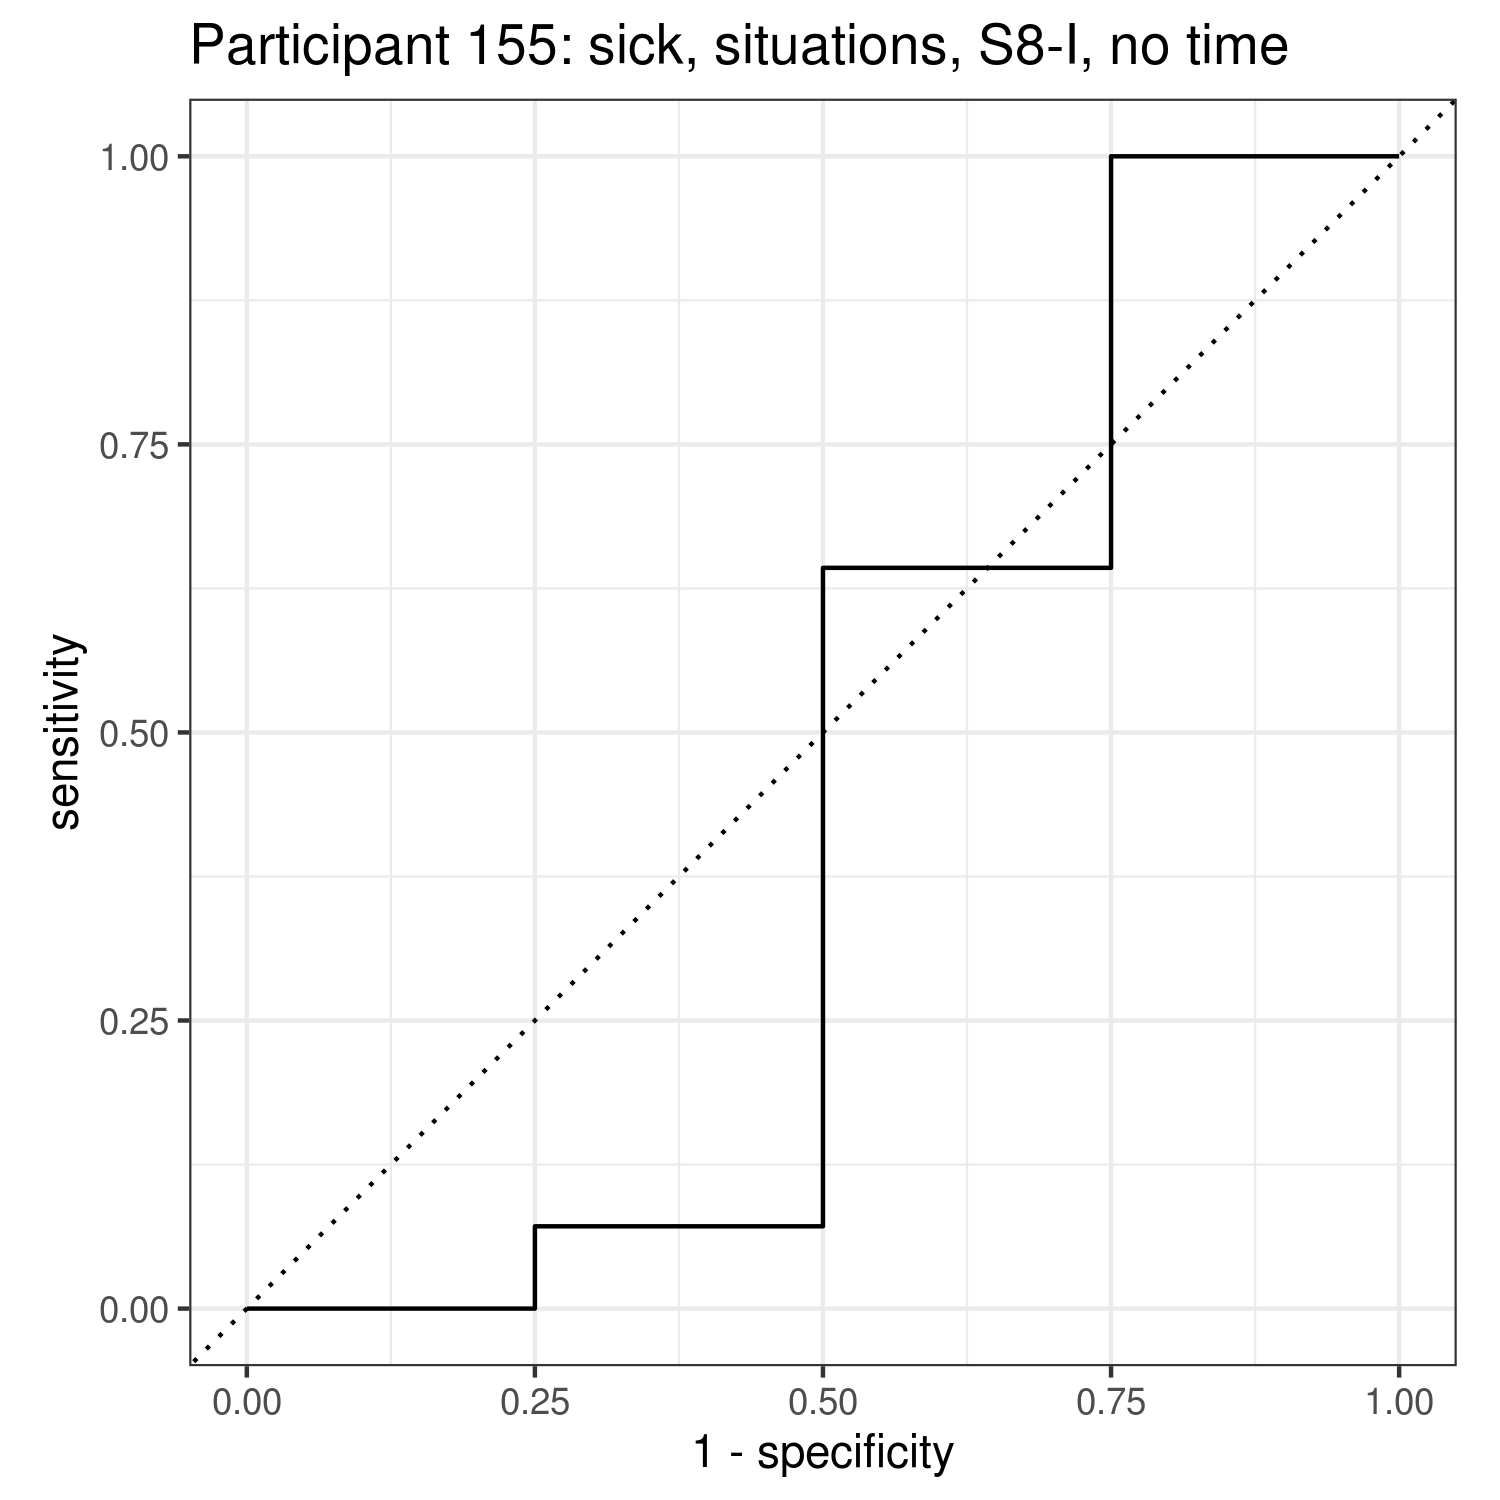 Participant 155: sick, situations, S8-I, no time
1.00
0.75
0.50
0.25
0.00
sensitivity
0.00 0.25 0.50 0.75 1.00
1 - specificity